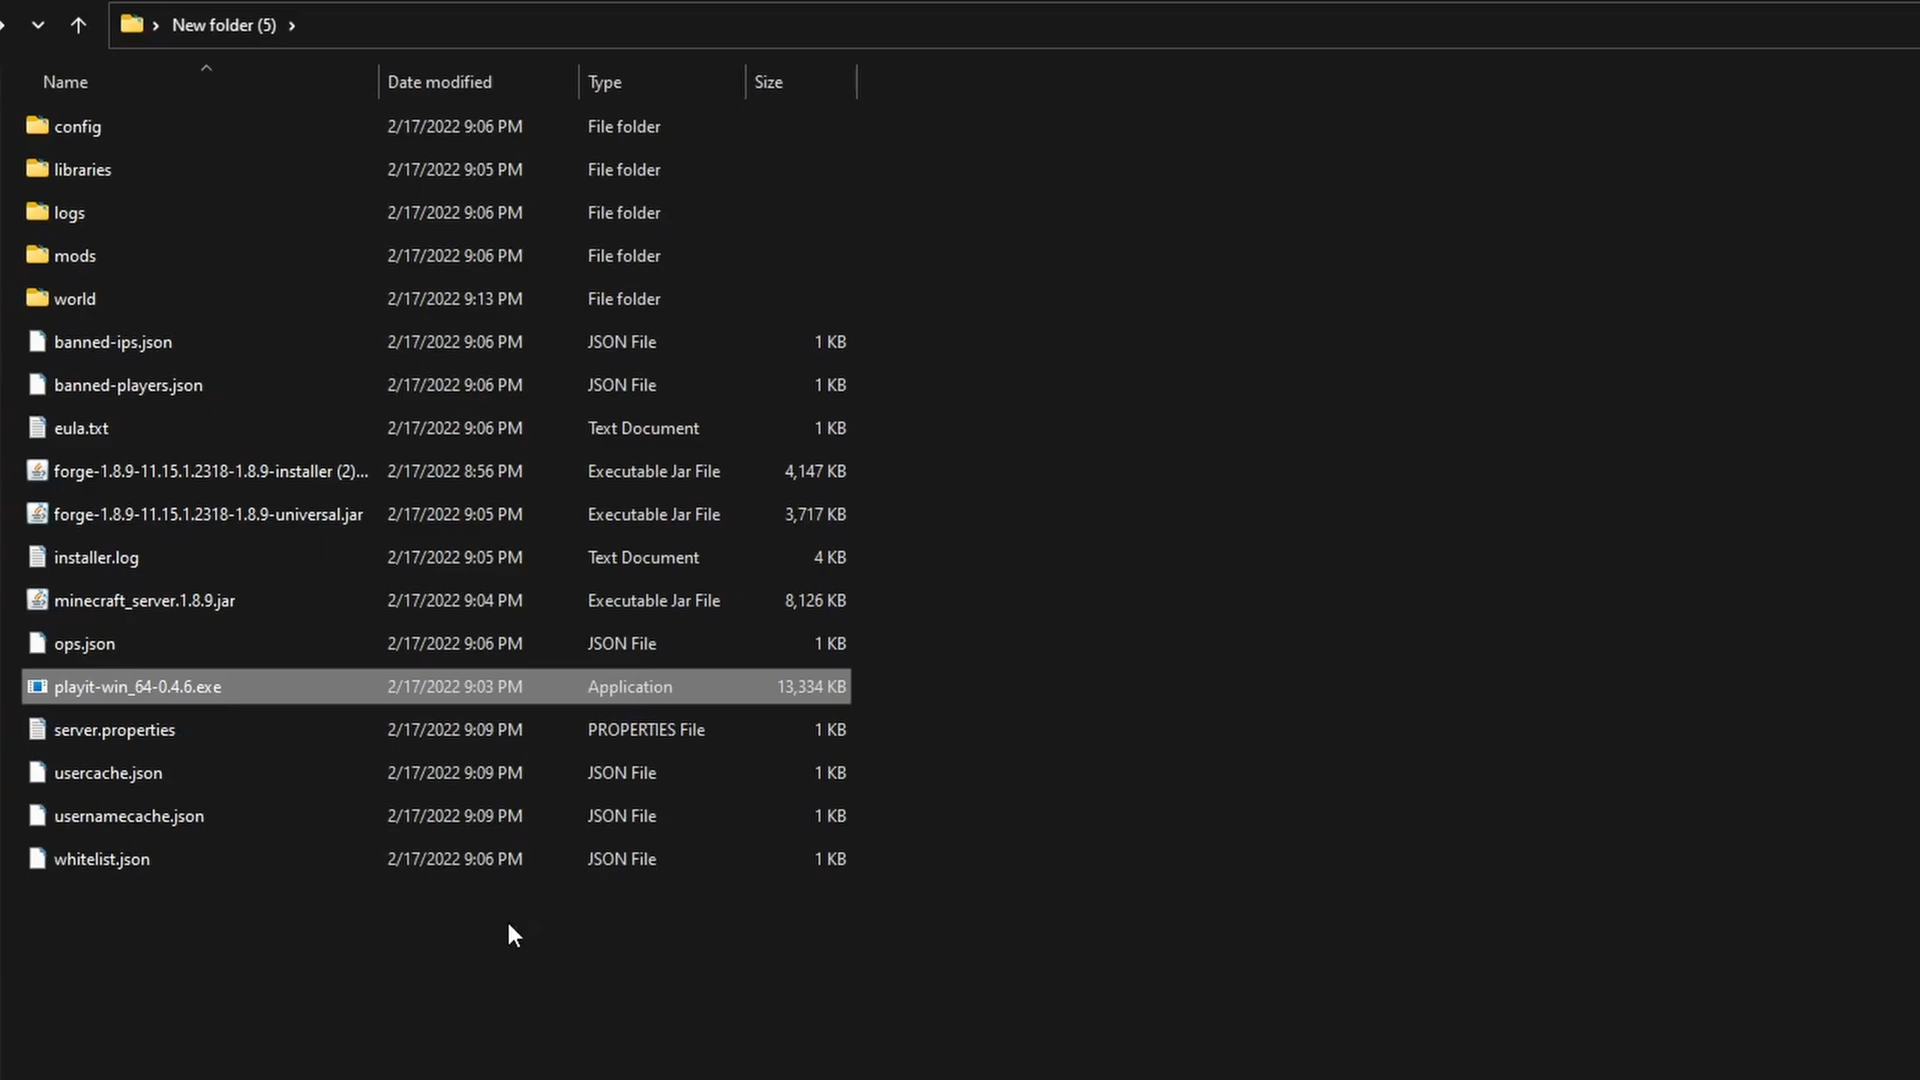 New folder (5)
Name Date modified Type Size
config 2/17/2022 9:06 PM File folder
libraries 2/17/2022 9:05 PM File folder
logs 2/17/2022 9:06 PM File folder
mods 2/17/2022 9:06 PM File folder
world 2/17/2022 9:13 PM File folder
banned-ips.json 2/17/2022 9:06 PM JSON File 1 KB
banned-players.json 2/17/2022 9:06 PM JSON File 1 KB
eula.txt 2/17/2022 9:06 PM Text Document 1 KB
forge-1.8.9-11.15.1.2318-1.8.9-installer (2)... 2/17/2022 8:56 PM Executable Jar File 4,147 KB
forge-1.8.9-11.15.1.2318-1.8.9-universal.jar 2/17/2022 9:05 PM Executable Jar File 3,717 KB
installer.log 2/17/2022 9:05 PM Text Document 4 KB
minecraft_server.1.8.9.jar 2/17/2022 9:04 PM Executable Jar File 8,126 KB
ops.json 2/17/2022 9:06 PM JSON File 1 KB
playit-win_64-0.4.6.exe 2/17/2022 9:03 PM Application 13,334 KB
server.properties 2/17/2022 9:09 PM PROPERTIES File 1 KB
usercache.json 2/17/2022 9:09 PM JSON File 1 KB
usernamecache.json 2/17/2022 9:09 PM JSON File 1 KB
whitelist.json 2/17/2022 9:06 PM JSON File 1 KB